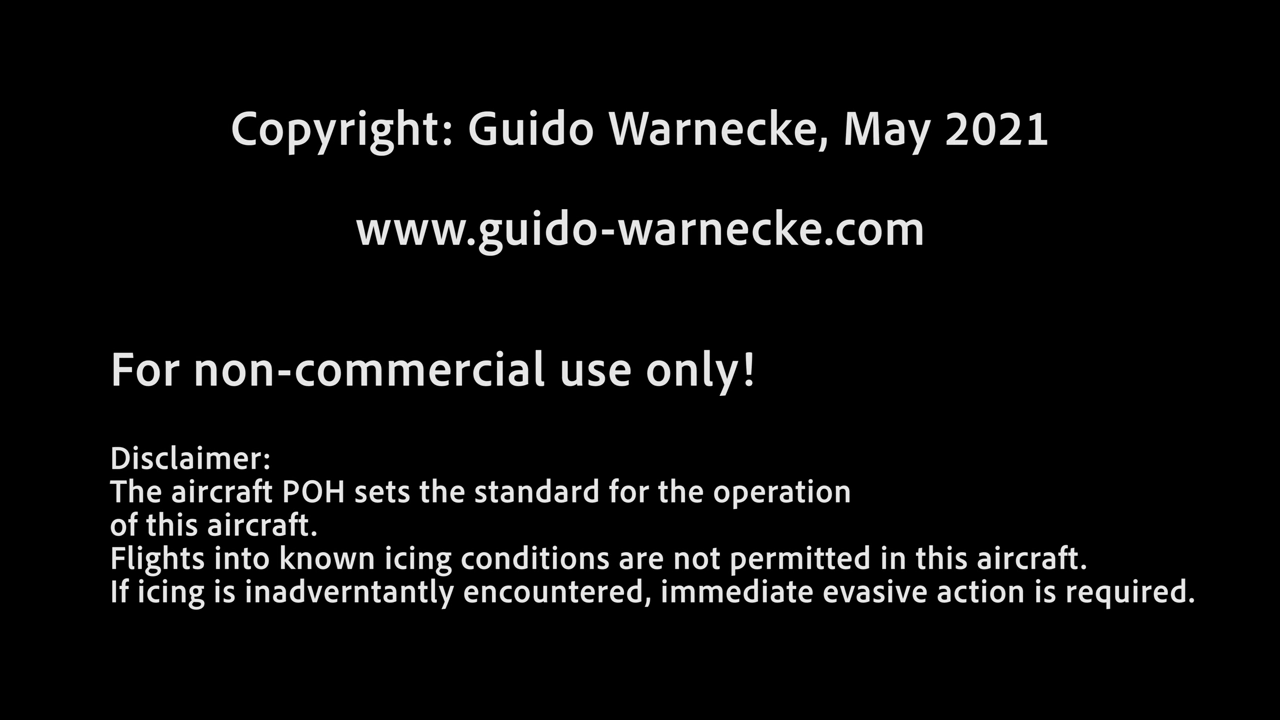 Copyright: Guido Warnecke, May 2021
www.guido-warnecke.com
For non-commercial use only!
Disclaimer:
The aircraft POH sets the standard for the operation
of this aircraft.
Flights into known icing conditions are not permitted in this aircraft.
If icing is inadverntantly encountered, immediate evasive action is required.